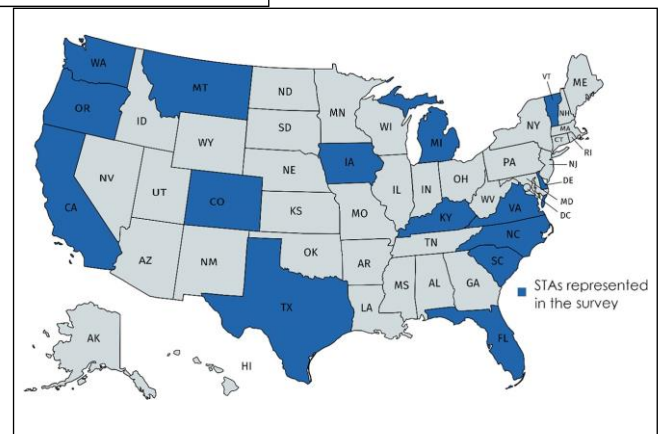 WA
MT
ND
MN
VT
ME
OR
ID
WY
SD
WI
MI
NY
NH
MA
CT
RI
NV
UT
CO
NE
IA
IL
IN
OH
PA
NJ
DE
MD
DC
CA
KS
MO
KY
WV
VA
AZ
NM
OK
AR
TN
NC
SC
TX
LA
MS
AL
GA
FL
AK
HI
STAs represented
in the survey